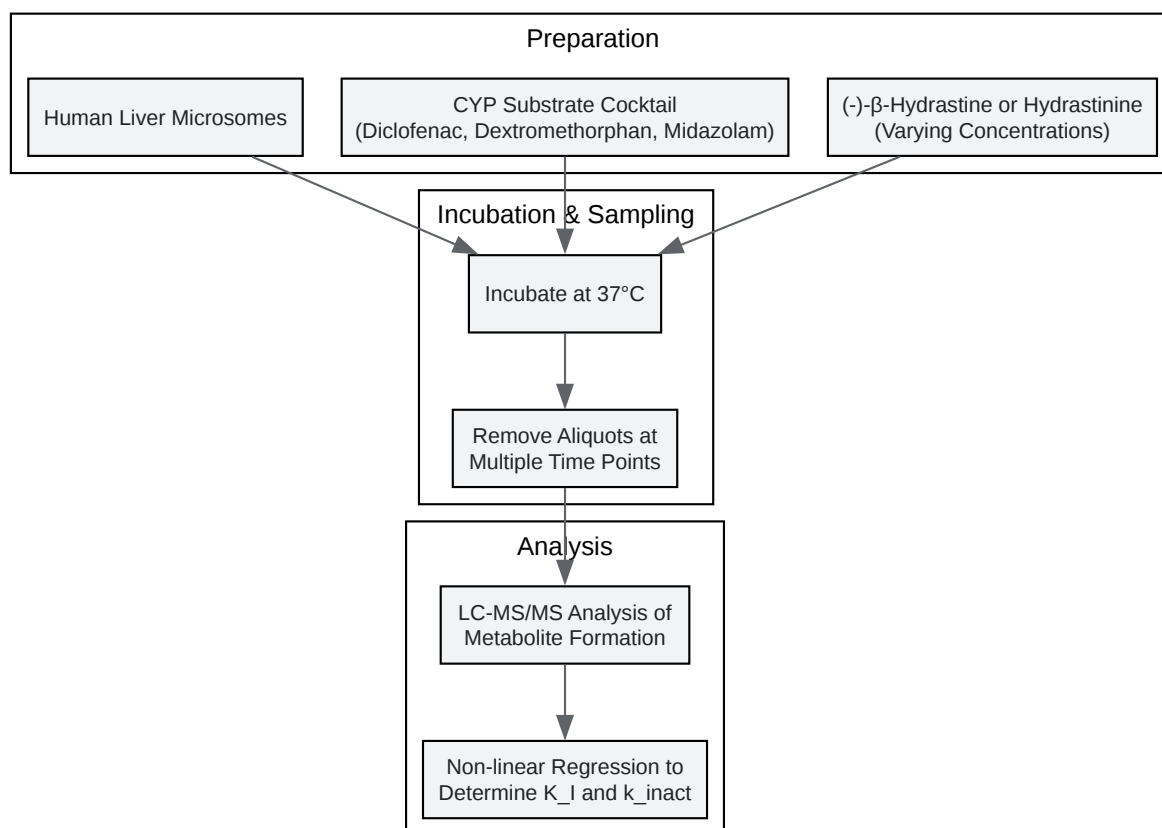 Preparation
Human Liver Microsomes
CYP Substrate Cocktail
(Diclofenac, Dextromethorphan, Midazolam)
(-)-β-Hydrastine or Hydrastinine
(Varying Concentrations)
Incubation & Sampling
Incubate at 37°C
Remove Aliquots at
Multiple Time Points
Analysis
LC-MS/MS Analysis of
Metabolite Formation
Non-linear Regression to
Determine K_I and k_inact